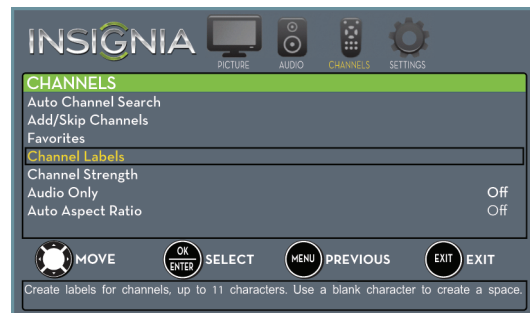 INSIGNIA
PICTURE AUDIO CHANNELS SETTINGS
CHANNELS
Auto Channel Search
Add/Skip Channels
Favorites
Channel Labels
Channel Strength
Audio Only Off
Auto Aspect Ratio Off
MOVE OK ENTER SELECT MENU PREVIOUS EXIT EXIT
Create labels for channels, up to 11 characters. Use a blank character to create a space.